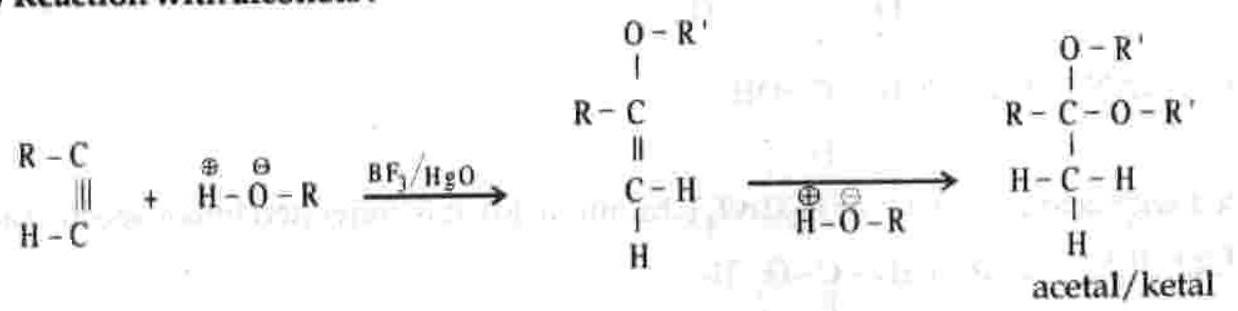 Reaction with alcohols :
R – C ≡ C – H + H⊕ – O⊖ – R BF3/HgO → R – C(O – R') = C(H) – H H⊕ – O⊖ – R → R – C(O – R')(O – R') – C(H)(H) – H
acetal/ketal